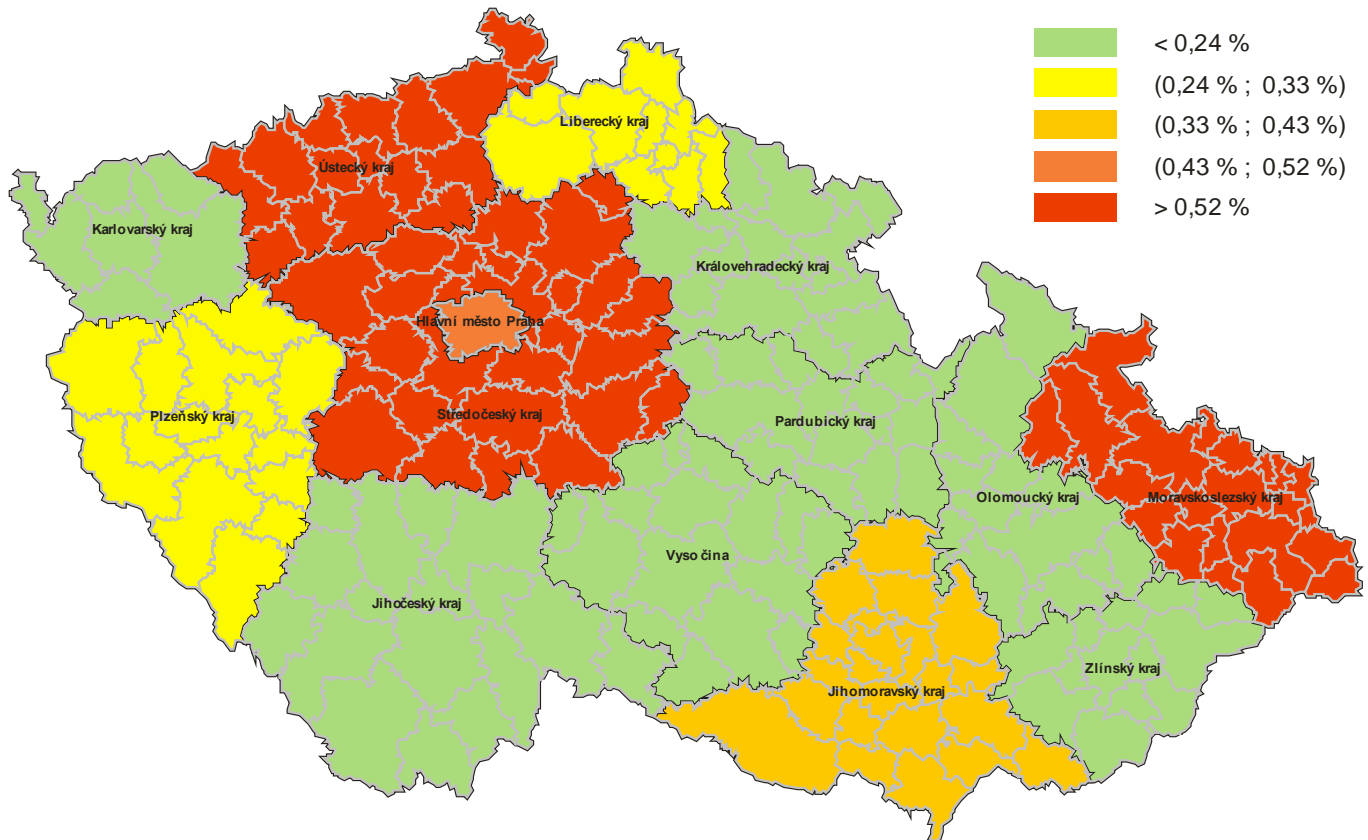 < 0,24 %
(0,24 % ; 0,33 %)
(0,33 % ; 0,43 %)
(0,43 % ; 0,52 %)
> 0,52 %
Liberecký kraj
Ústecký kraj
Karlovarský kraj
Královehradecký kraj
Hlavní město Praha
Plzeňský kraj
Středočeský kraj
Pardubický kraj
Olomoucký kraj
Moravskoslezský kraj
Vysočina
Jihočeský kraj
Zlínský kraj
Jihomoravský kraj